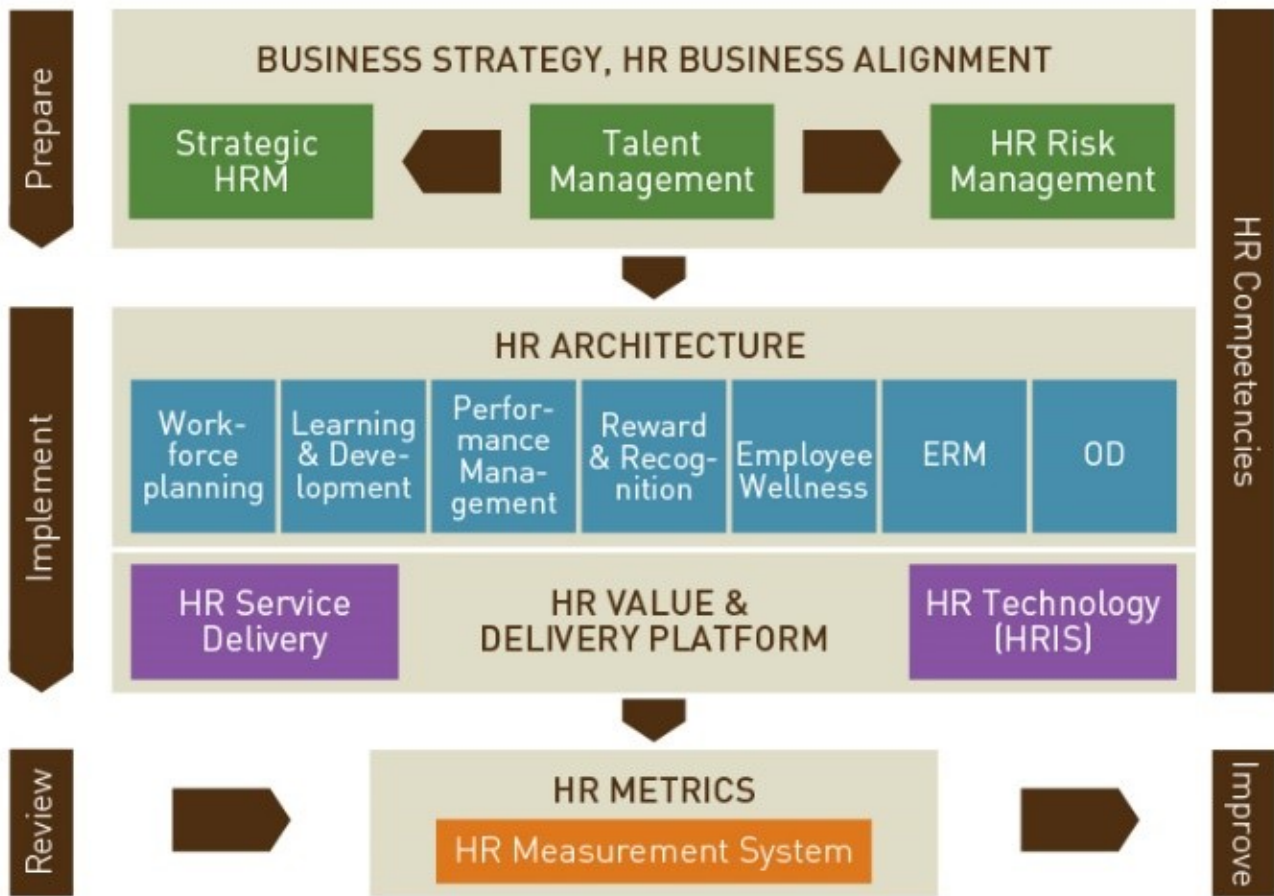 Prepare
BUSINESS STRATEGY, HR BUSINESS ALIGNMENT
Strategic
HRM
Talent
Management
HR Risk
Management
HR Competencies
Implement
HR ARCHITECTURE
Work-
force
planning
Learning
& Deve-
lopment
Perfor-
mance
Mana-
gement
Reward
& Recog-
nition
Employee
Wellness
ERM
OD
HR Service
Delivery
HR VALUE &
DELIVERY PLATFORM
HR Technology
(HRIS)
Review
HR METRICS
HR Measurement System
Improve